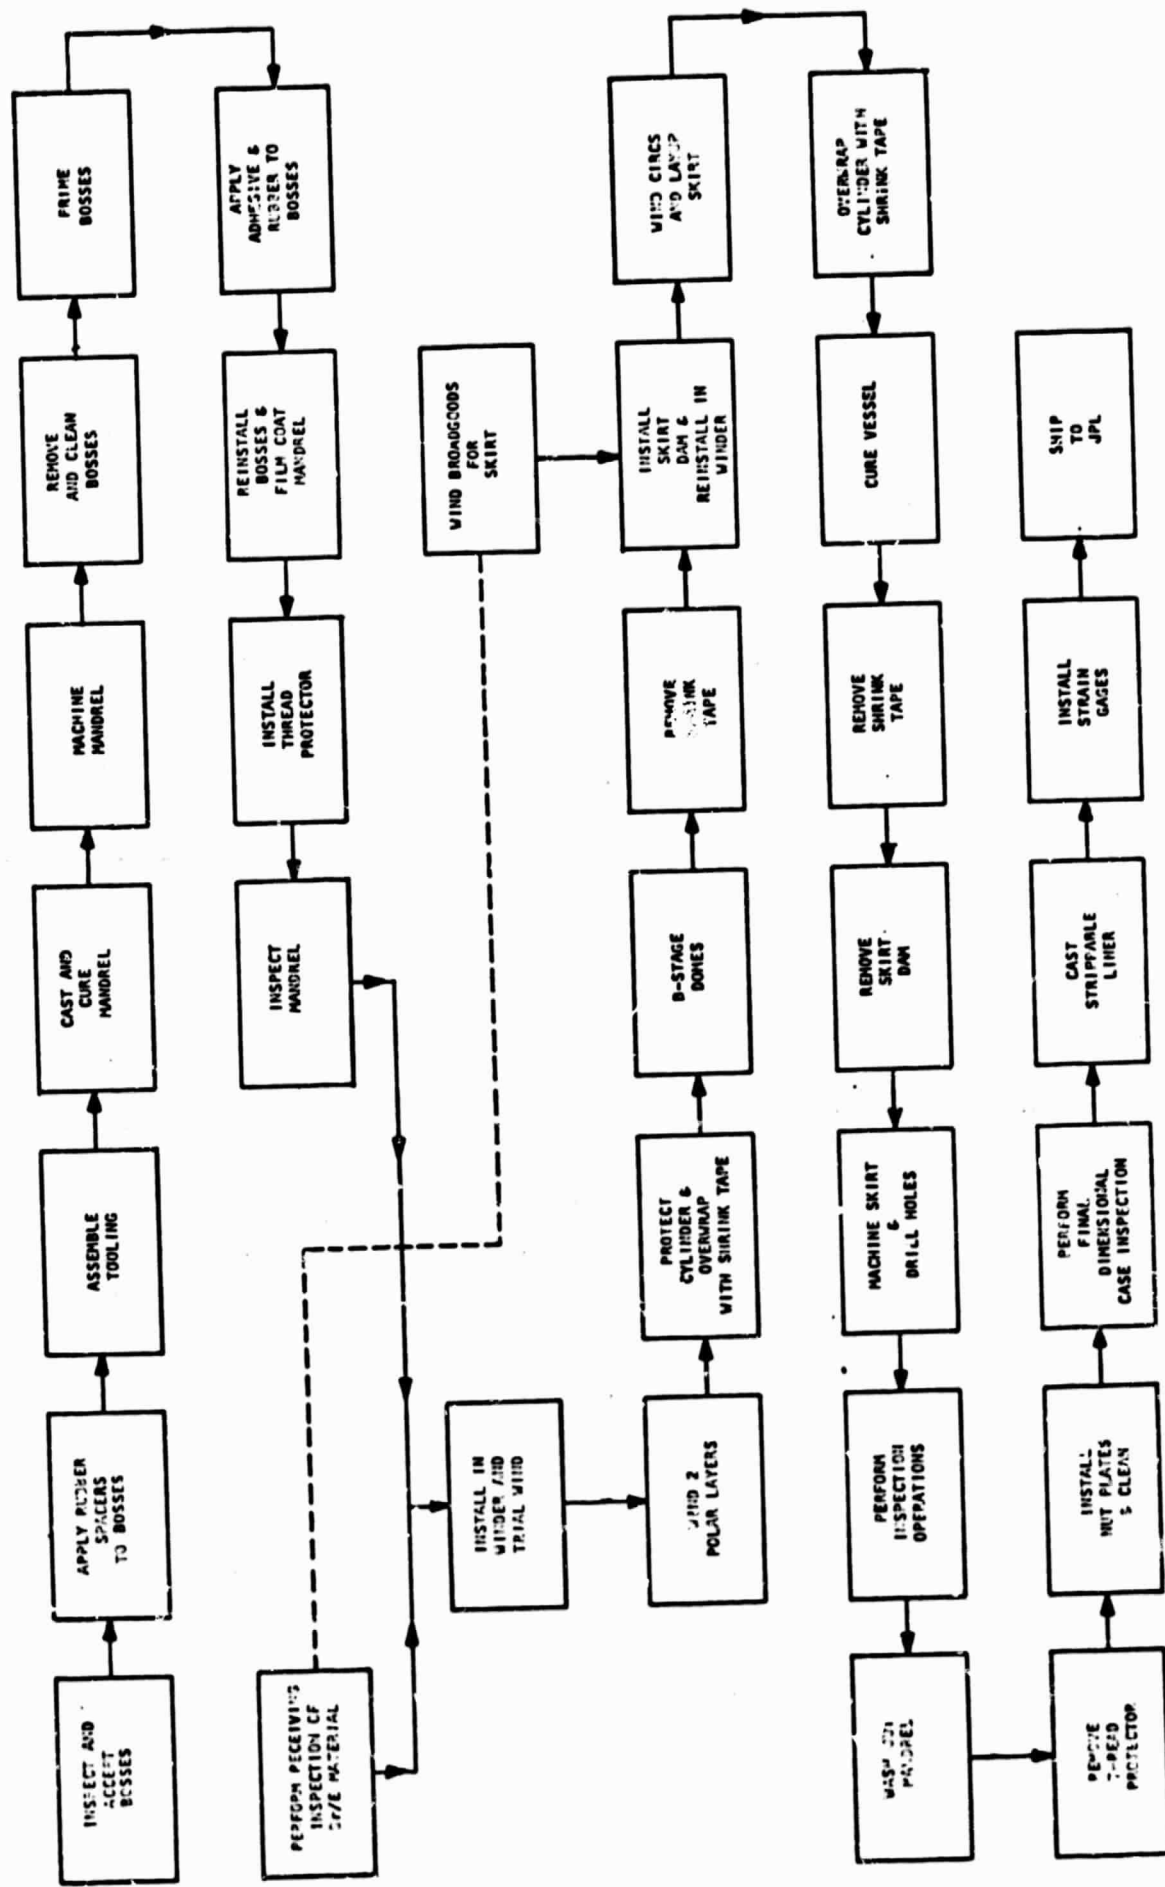 INSPECT AND
ACCEPT
BOSSES
APPLY RUBBER
SPACERS
TO BOSSES
ASSEMBLE
TOOLING
CAST AND
CURE
MANDREL
MACHINE
MANDREL
REMOVE
AND CLEAN
BOSSES
PRIME
BOSSES
APPLY
ADHESIVE &
RUBBER TO
BOSSES
REINSTALL
BOSSES &
FILM COAT
MANDREL
INSTALL
THREAD
PROTECTOR
INSPECT
MANDREL
PERFORM RECEIVING
INSPECTION OF
MATERIAL
WIND BROADGOODS
FOR
SKIRT
INSTALL IN
WINDER AND
TRIAL WIND
WIND 2
POLAR LAYERS
PROTECT
CYLINDER &
OVERWRAP
WITH SHRINK TAPE
B-STAGE
DOMES
REMOVE
SHRINK
TAPE
INSTALL
SKIRT
DAM &
REINSTALL IN
WINDER
WIND CIRCS
AND LAYUP
SKIRT
OVERWRAP
CYLINDER WITH
SHRINK TAPE
CURE VESSEL
REMOVE
SHRINK
TAPE
REMOVE
SKIRT
DAM
MACHINE SKIRT
&
DRILL HOLES
PERFORM
INSPECTION
OPERATIONS
WASH OUT
MANDREL
REMOVE
THREAD
PROTECTOR
INSTALL
NUT PLATES
& CLEAN
PERFORM
FINAL
DIMENSIONAL
CASE INSPECTION
CAST
STRIPPABLE
LINER
INSTALL
STRAIN
GAGES
SHIP
TO
JPL